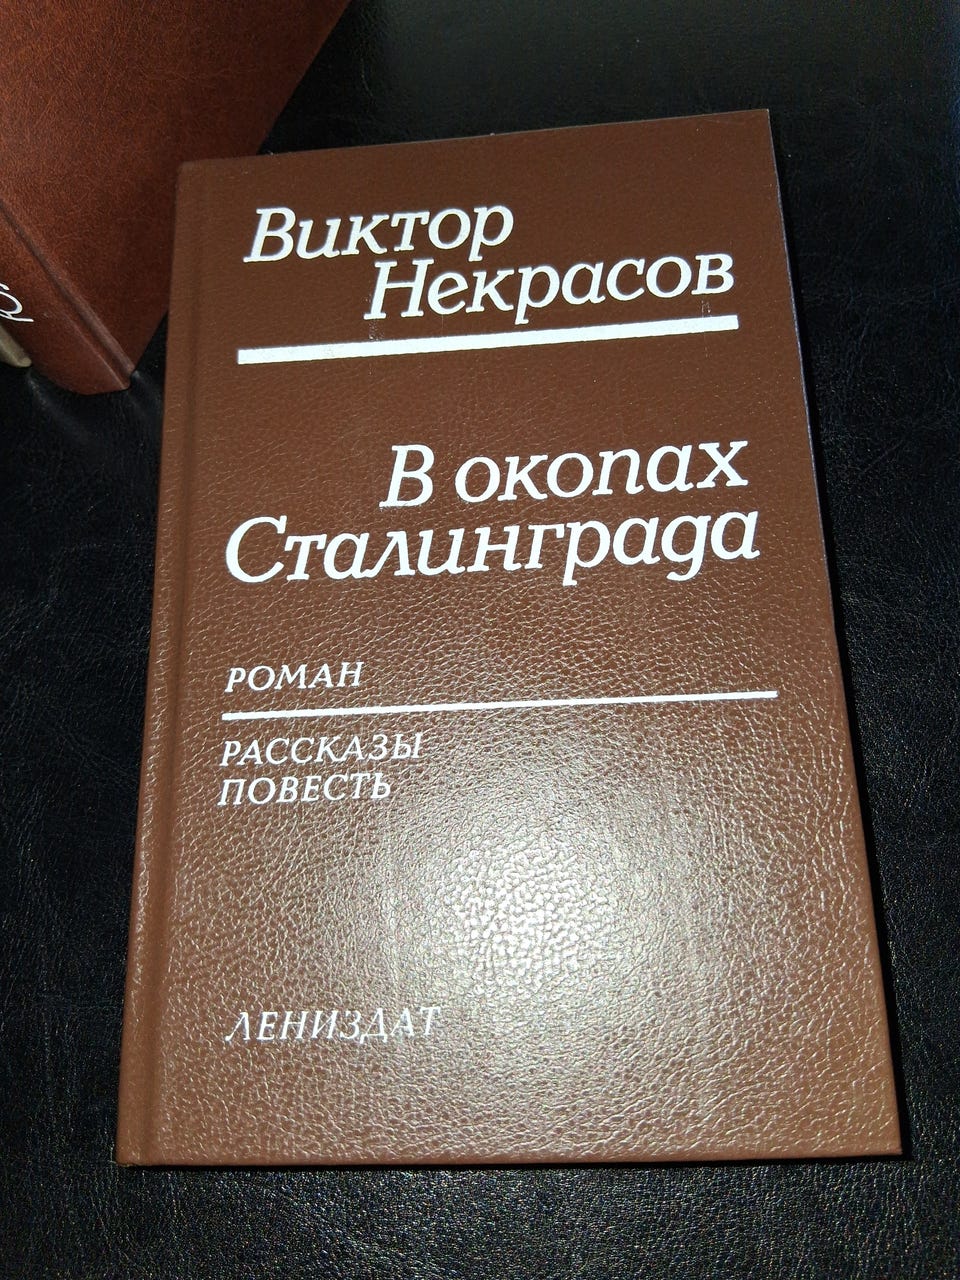 Виктор
Некрасов
В окопах
Сталинграда
РОМАН
РАССКАЗЫ
ПОВЕСТЬ
ЛЕНИЗДАТ